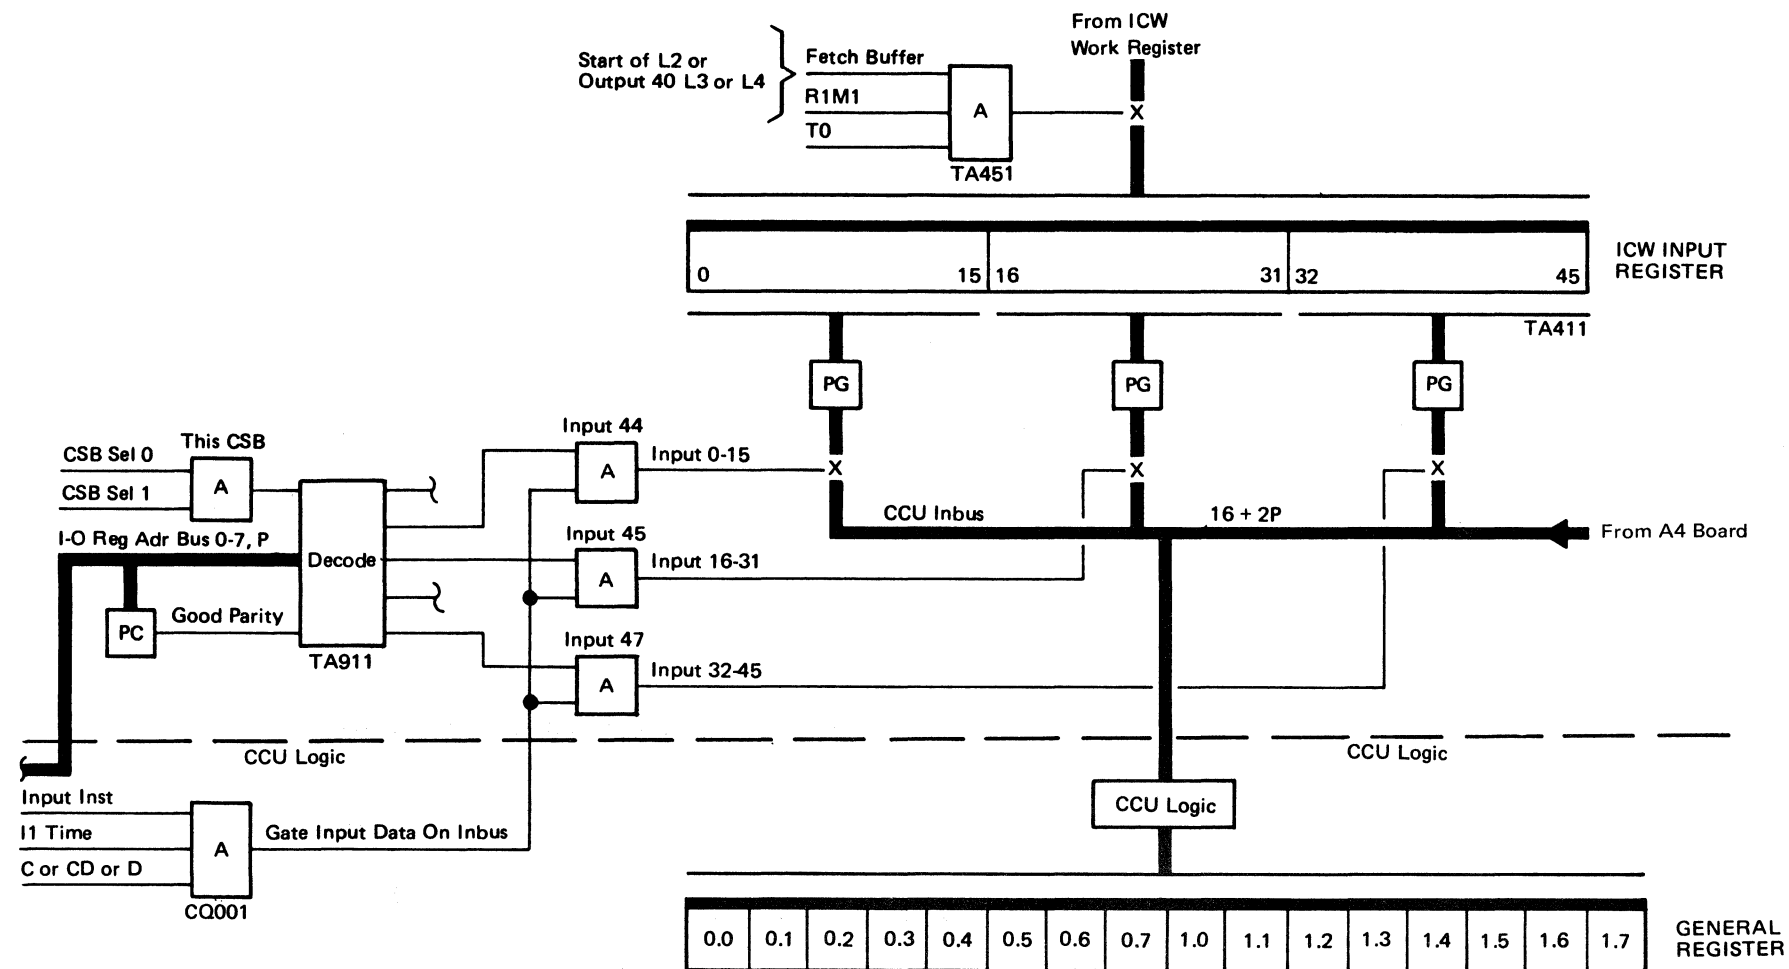 From ICW
Work Register
Start of L2 or
Output 40 L3 or L4
Fetch Buffer
R1M1
T0
A
X
TA451
0
15
16
31
32
45
ICW INPUT
REGISTER
TA411
PG
PG
PG
This CSB
CSB Sel 0
CSB Sel 1
A
I-O Reg Adr Bus 0-7, P
Decode
PC
Good Parity
TA911
Input 44
A
Input 0-15
X
X
X
Input 45
A
Input 16-31
Input 47
A
Input 32-45
CCU Inbus
16 + 2P
From A4 Board
CCU Logic
CCU Logic
Input Inst
I1 Time
C or CD or D
A
CQ001
Gate Input Data On Inbus
CCU Logic
0.0
0.1
0.2
0.3
0.4
0.5
0.6
0.7
1.0
1.1
1.2
1.3
1.4
1.5
1.6
1.7
GENERAL
REGISTER